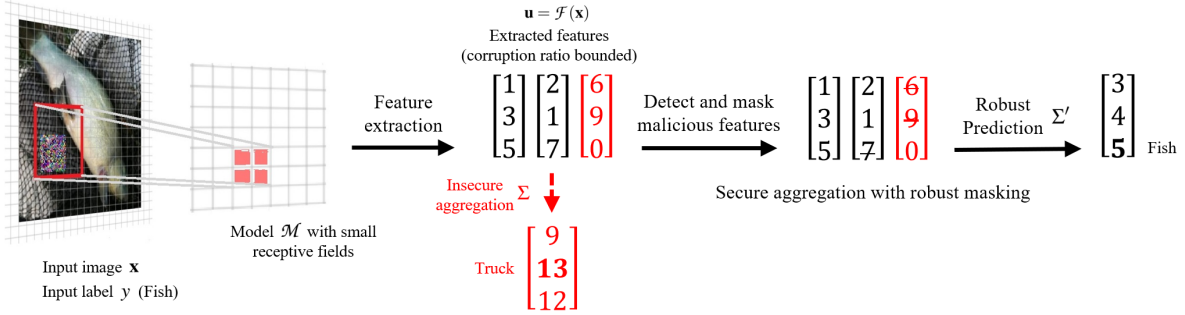 u = ℱ(x)
Extracted features
(corruption ratio bounded)
Feature
extraction
[1 3 5] [2 1 7] [6 9 0]
Detect and mask
malicious features
[1 3 5] [2 1 7] [6 9 0]
Robust
Prediction Σ′
[3 4 5]
Fish
Insecure
aggregation Σ
Secure aggregation with robust masking
Model ℳ with small
receptive fields
Truck
[9 13 12]
Input image x
Input label y (Fish)